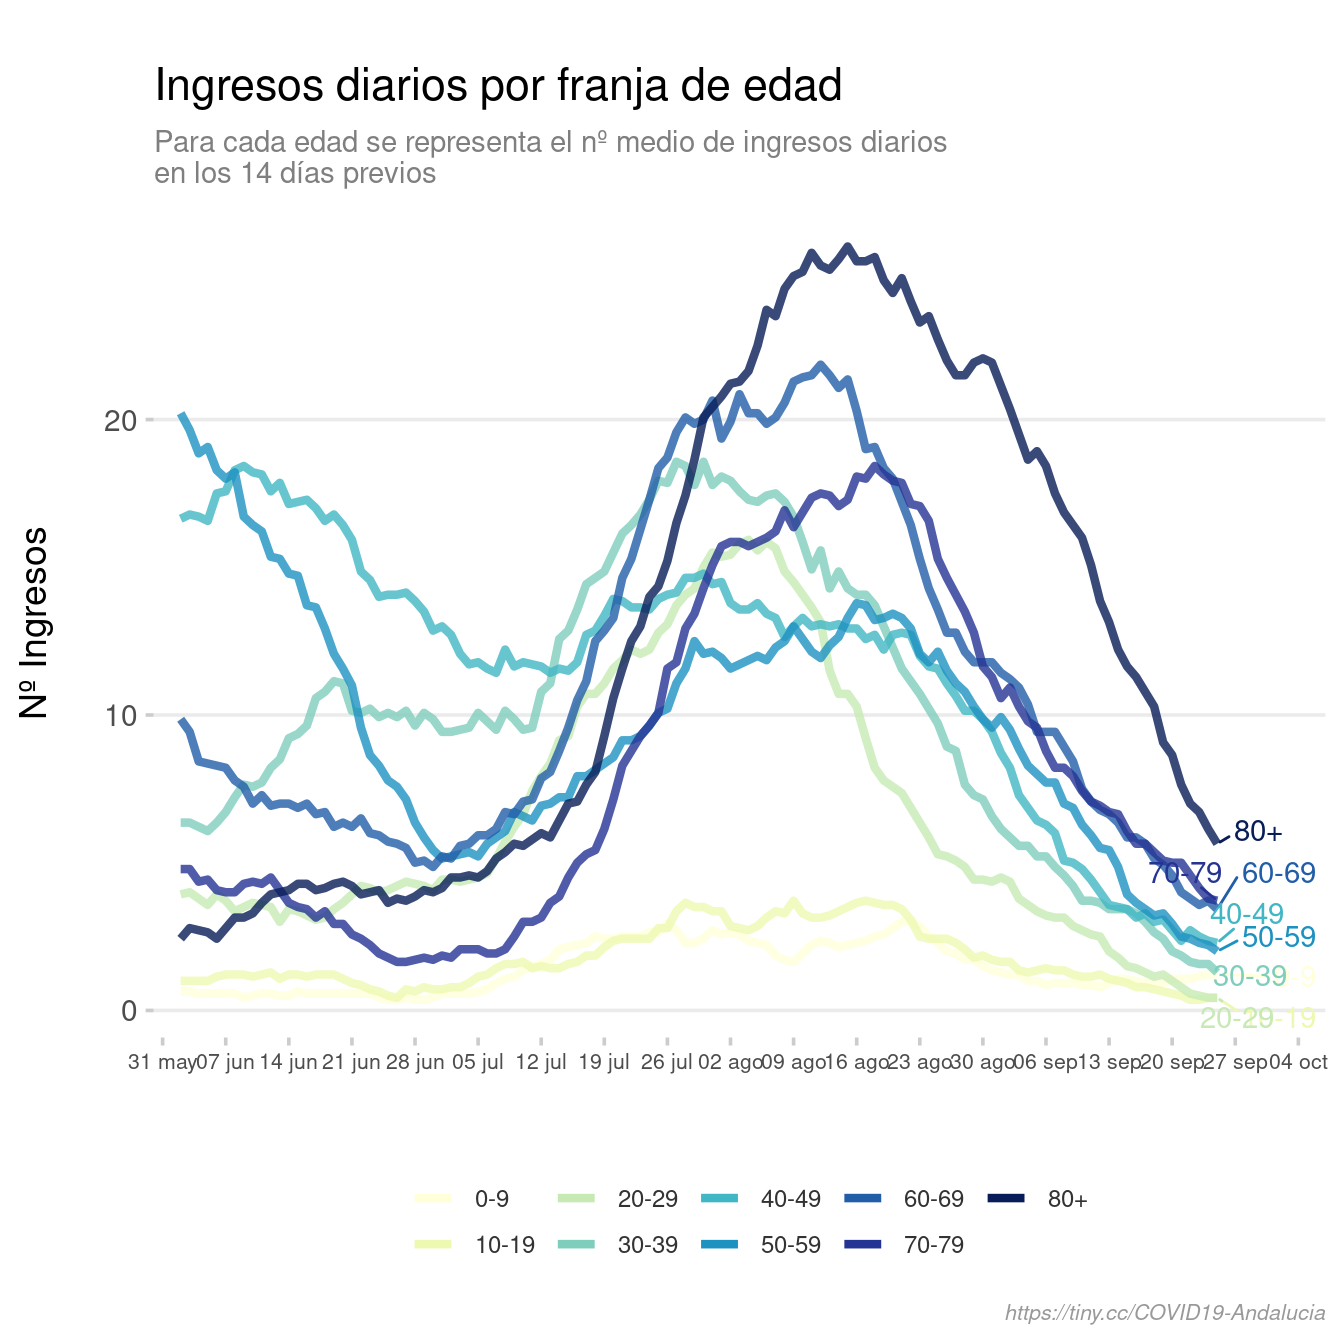 Ingresos diarios por franja de edad
Para cada edad se representa el nº medio de ingresos diarios
en los 14 días previos
Nº Ingresos
20
10
0
80+
70-79 60-69
40-49
50-59
30-39 0-9
20-29 10-19
31 may 07 jun 14 jun 21 jun 28 jun 05 jul 12 jul 19 jul 26 jul 02 ago 09 ago 16 ago 23 ago 30 ago 06 sep 13 sep 20 sep 27 sep 04 oct
0-9 20-29 40-49 60-69 80+
10-19 30-39 50-59 70-79
https://tiny.cc/COVID19-Andalucia